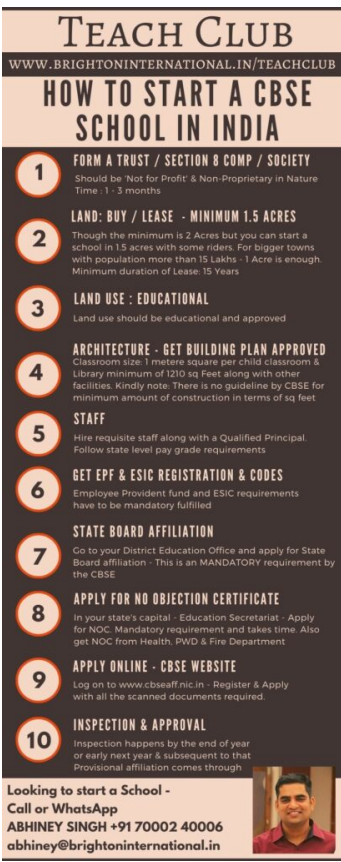 TEACH CLUB
WWW.BRIGHTONINTERNATIONAL.IN/TEACHCLUB
HOW TO START A CBSE
SCHOOL IN INDIA
1
FORM A TRUST / SECTION 8 COMP / SOCIETY
Should be 'Not for Profit' & Non-Proprietary in Nature
Time : 1 - 3 months
2
LAND: BUY / LEASE - MINIMUM 1.5 ACRES
Though the minimum is 2 Acres but you can start a
school in 1.5 acres with some riders. For bigger towns
with population more than 15 Lakhs - 1 Acre is enough.
Minimum duration of Lease: 15 Years
3
LAND USE : EDUCATIONAL
Land use should be educational and approved
4
ARCHITECTURE - GET BUILDING PLAN APPROVED
Classroom size: 1 metere square per child classroom &
Library minimum of 1210 sq Feet along with other
facilities. Kindly note: There is no guideline by CBSE for
minimum amount of construction in terms of sq feet
5
STAFF
Hire requisite staff along with a Qualified Principal.
Follow state level pay grade requirements
6
GET EPF & ESIC REGISTRATION & CODES
Employee Provident fund and ESIC requirements
have to be mandatory fulfilled
7
STATE BOARD AFFILIATION
Go to your District Education Office and apply for State
Board affiliation - This is an MANDATORY requirement by
the CBSE
8
APPLY FOR NO OBJECTION CERTIFICATE
In your state's capital - Education Secretariat - Apply
for NOC. Mandatory requirement and takes time. Also
get NOC from Health, PWD & Fire Department
9
APPLY ONLINE - CBSE WEBSITE
Log on to www.cbseaff.nic.in - Register & Apply
with all the scanned documents required.
10
INSPECTION & APPROVAL
Inspection happens by the end of year
or early next year & subsequent to that
Provisional affiliation comes through
Looking to start a School -
Call or WhatsApp
ABHINEY SINGH +91 70002 40006
abhiney@brightoninternational.in